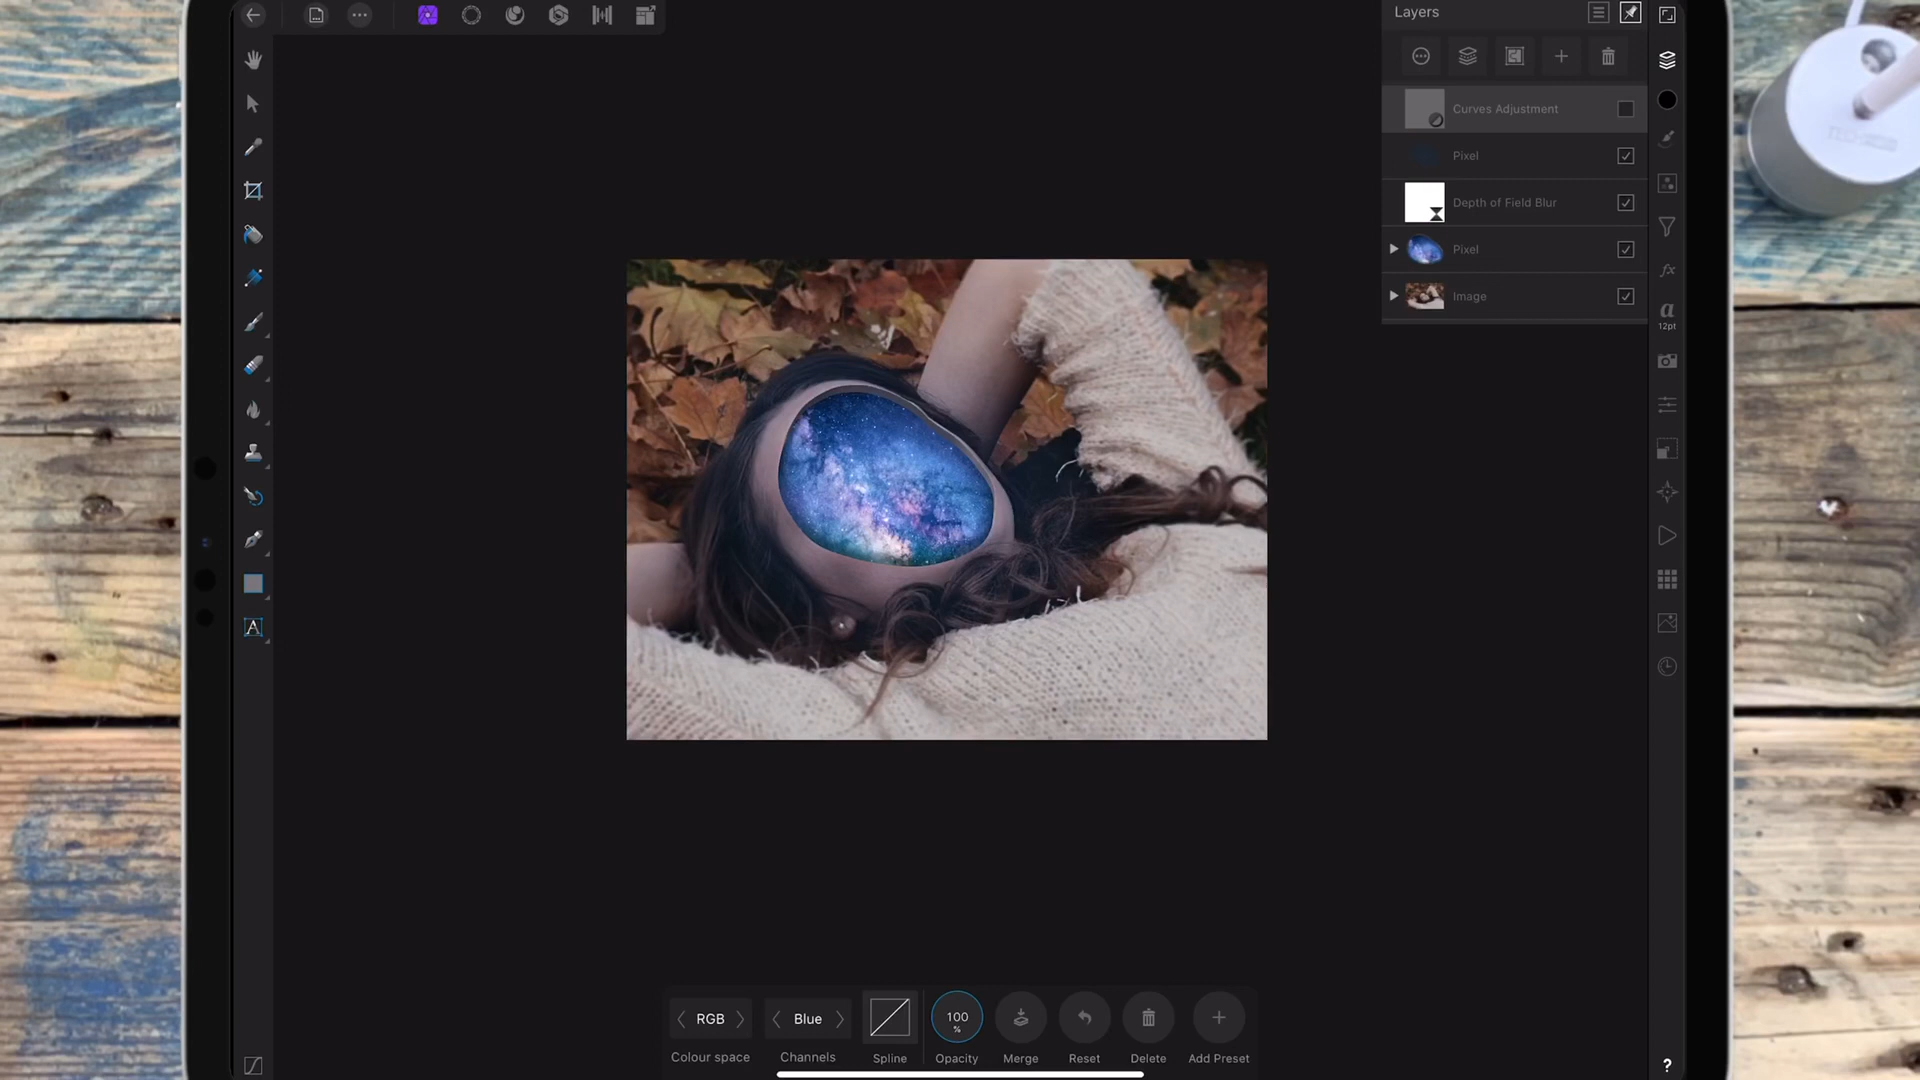 Layers
Curves Adjustment
Pixel
Depth of Field Blur
Pixel
Image
a
12pt
fx
A
RGB
Blue
100
%
Colour space
Channels
Spline
Opacity
Merge
Reset
Delete
Add Preset
?